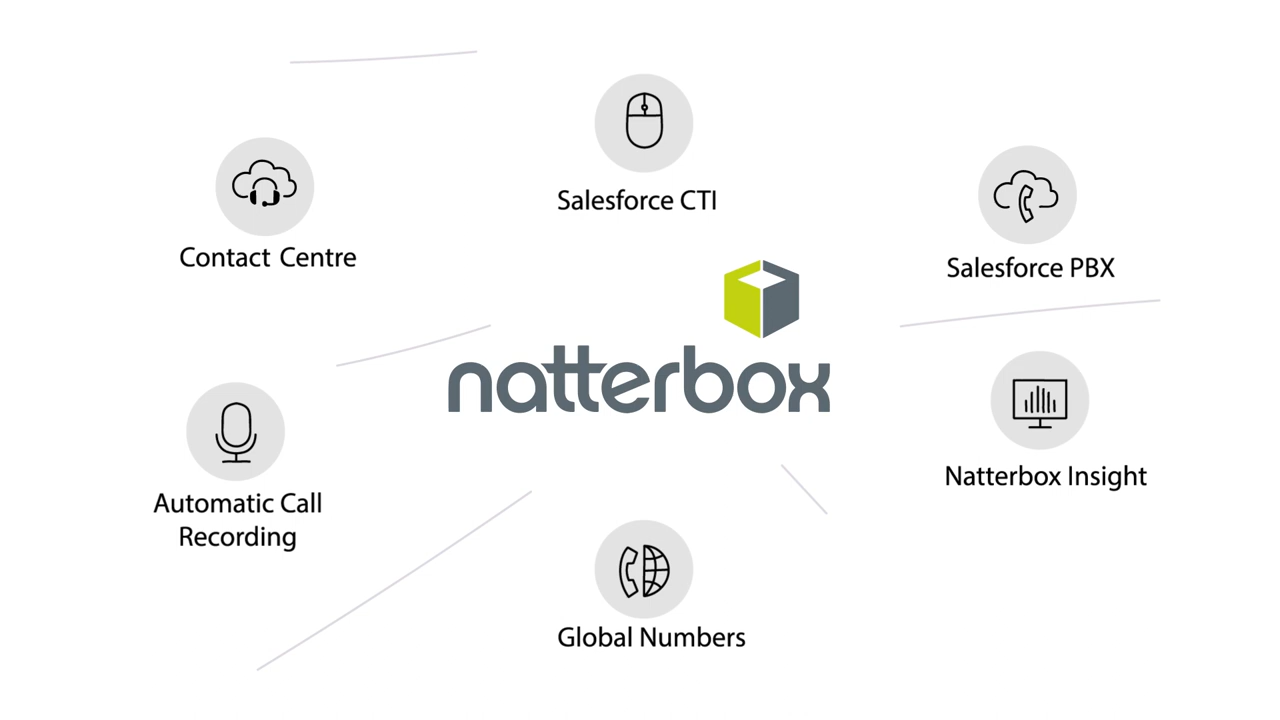 Salesforce CTI
Contact Centre
Salesforce PBX
natterbox
Automatic Call
Recording
Natterbox Insight
Global Numbers